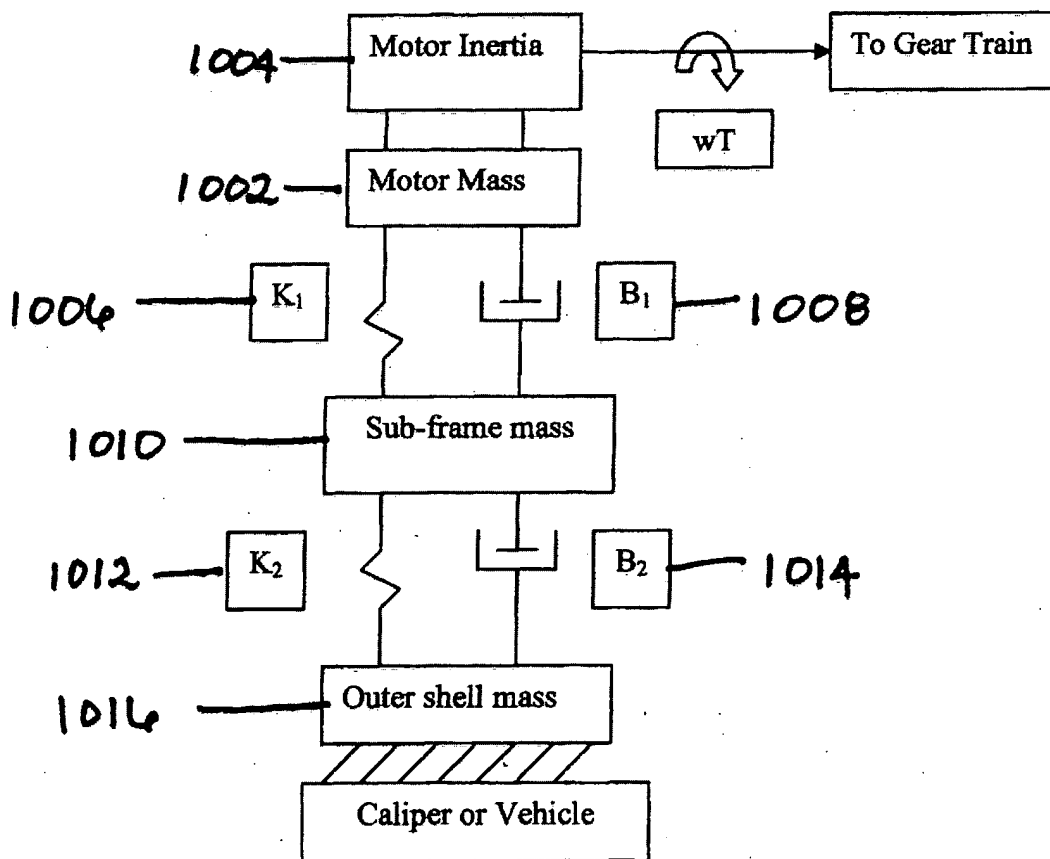 Motor Inertia
To Gear Train
1004
wT
Motor Mass
1002
K1
B1
1006
1008
Sub-frame mass
1010
K2
B2
1012
1014
Outer shell mass
1016
Caliper or Vehicle